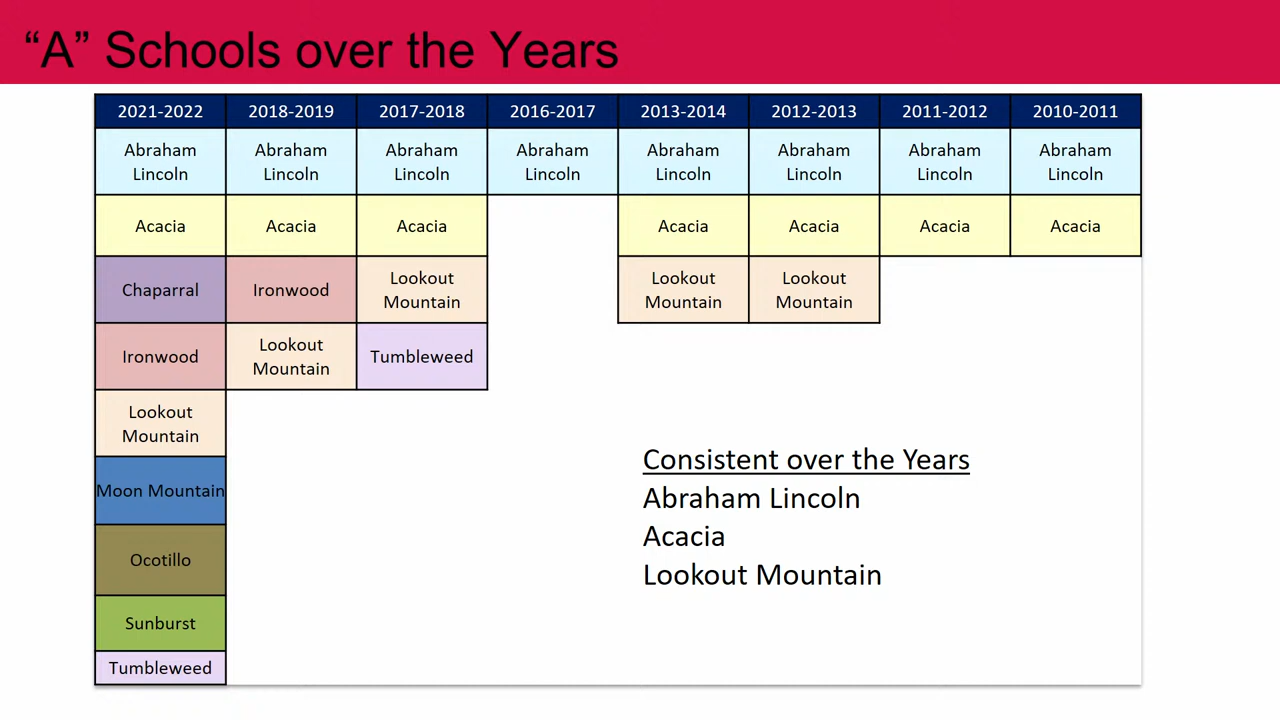 “A” Schools over the Years
2021-2022 2018-2019 2017-2018 2016-2017 2013-2014 2012-2013 2011-2012 2010-2011
Abraham Abraham Abraham Abraham Abraham Abraham Abraham Abraham
Lincoln Lincoln Lincoln Lincoln Lincoln Lincoln Lincoln Lincoln
Acacia Acacia Acacia Acacia Acacia Acacia Acacia
Chaparral Ironwood Lookout Lookout Lookout
Mountain Mountain Mountain
Ironwood Lookout Tumbleweed
Mountain
Lookout
Mountain
Moon Mountain
Ocotillo
Sunburst
Tumbleweed
Consistent over the Years
Abraham Lincoln
Acacia
Lookout Mountain